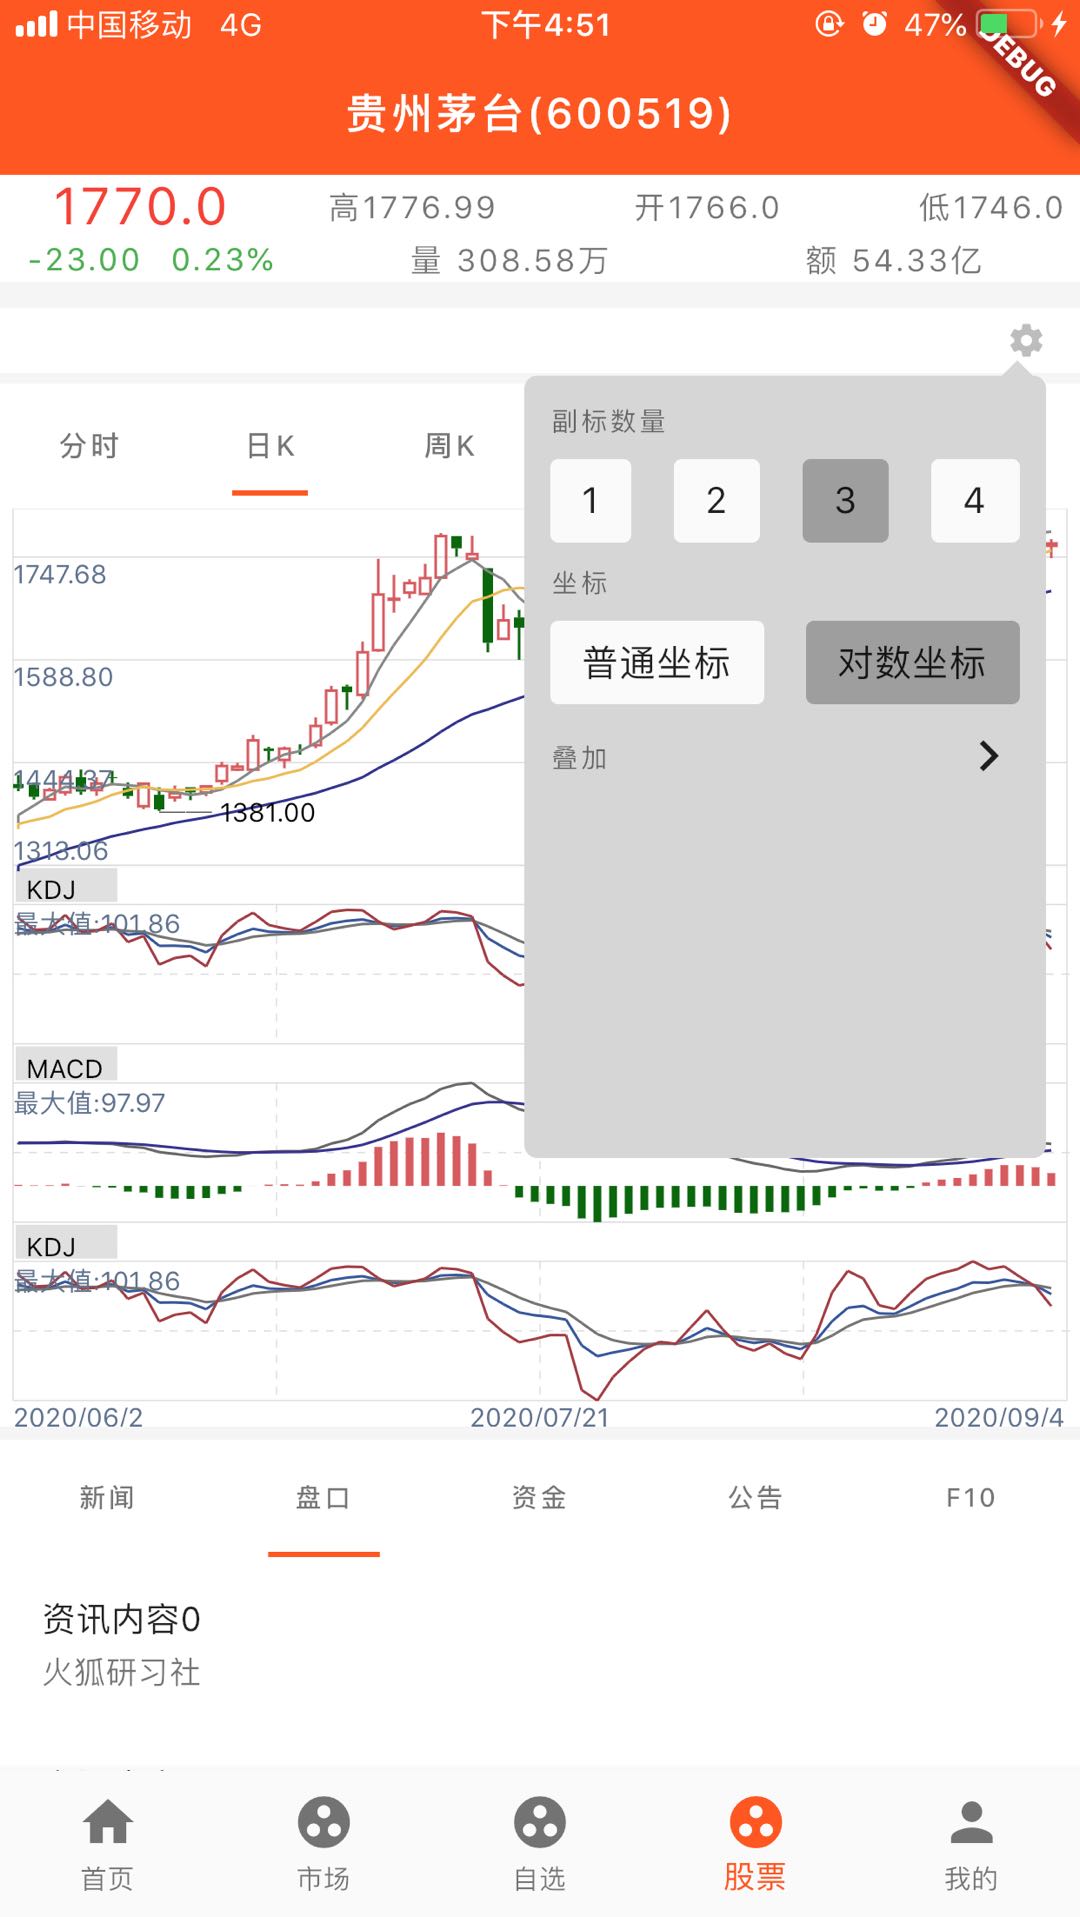 中国移动 4G 下午4:51 47%
DEBUG
贵州茅台(600519)
1770.0 高1776.99 开1766.0 低1746.0
-23.00 0.23% 量 308.58万 额 54.33亿
副标数量
分时 日K 周K
1 2 3 4
1747.68
坐标
1588.80
普通坐标 对数坐标
叠加
1444.37
1381.00
1313.06
KDJ
最大值:101.86
MACD
最大值:97.97
KDJ
最大值:101.86
2020/06/2 2020/07/21 2020/09/4
新闻 盘口 资金 公告 F10
资讯内容0
火狐研习社
首页 市场 自选 股票 我的